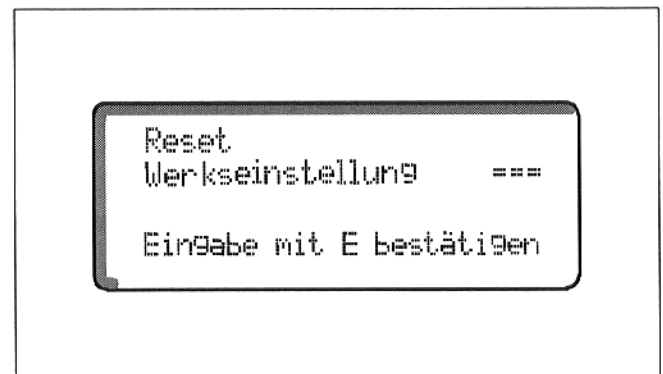 Reset
Werkseinstellung ===
Eingabe mit E bestätigen